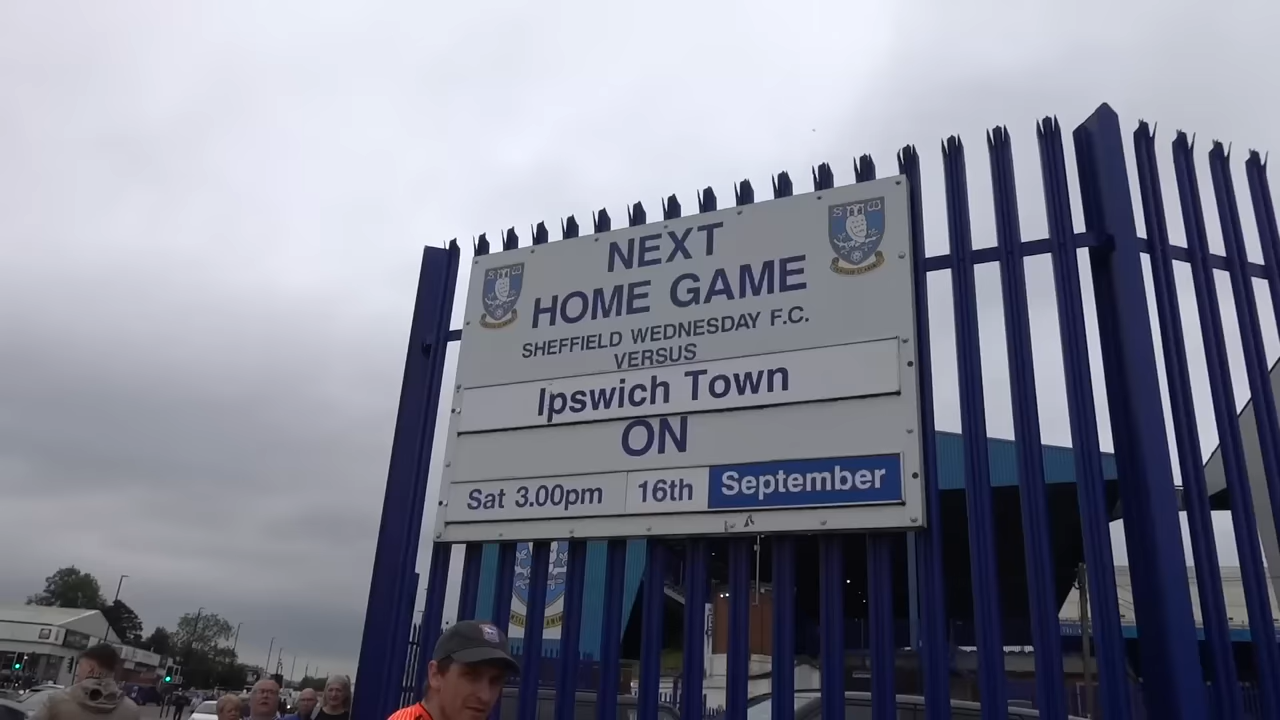 NEXT
HOME GAME
SHEFFIELD WEDNESDAY F.C.
VERSUS
Ipswich Town
ON
Sat 3.00pm 16th September